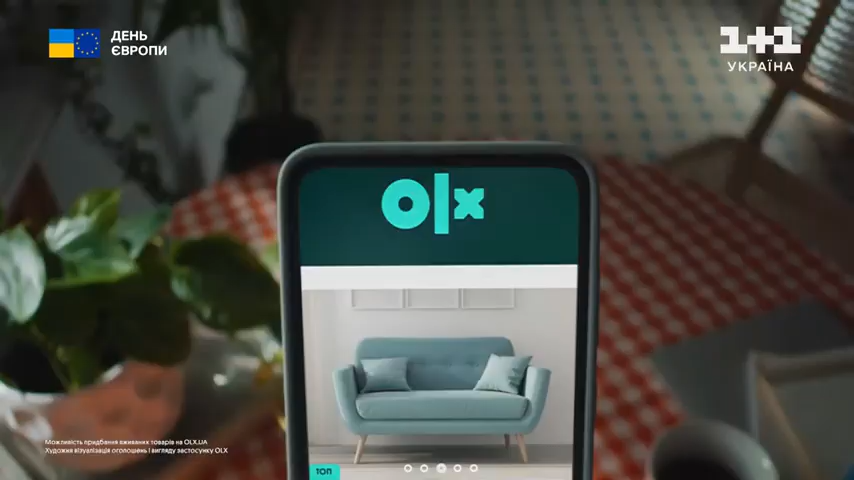 ДЕНЬ
ЄВРОПИ
1+1
УКРАЇНА
olx
Можливість придбання вживаних товарів на OLX.UA
Художня візуалізація оголошень і вигляду застосунку OLX
ТОП